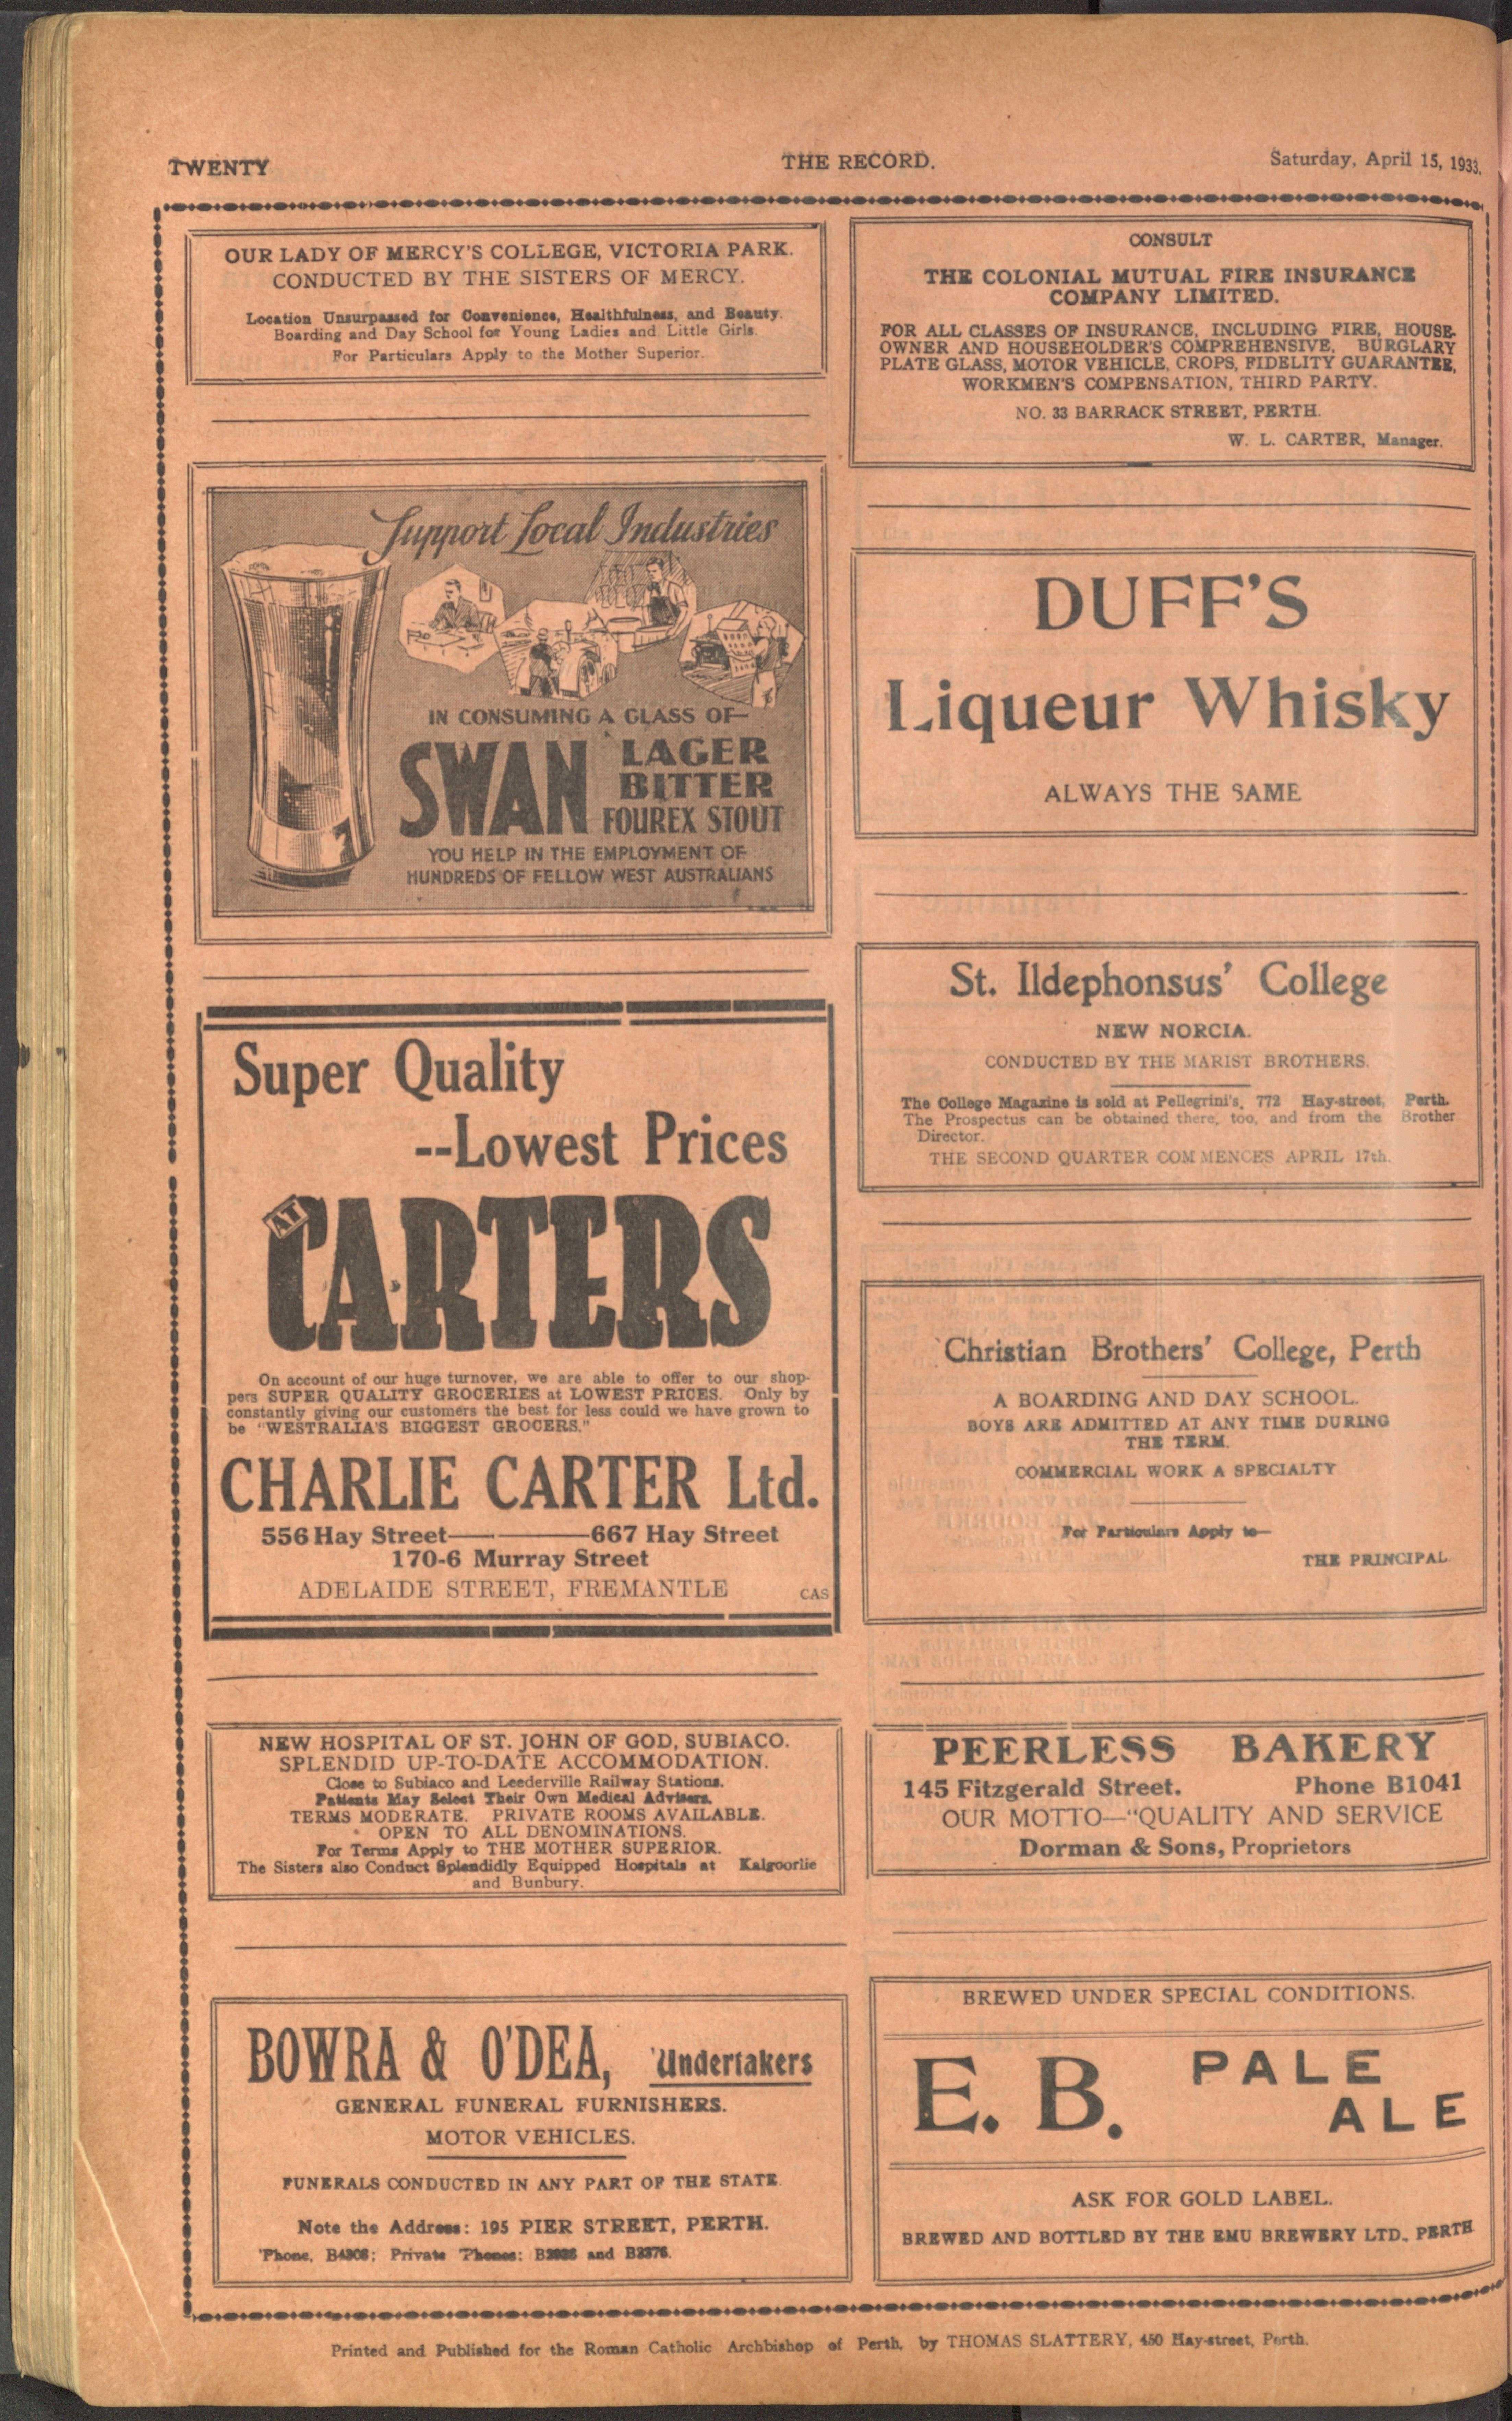 TWENTY
THE RECORD.
Saturday, April 15, 1933.
OUR LADY OF MERCY'S COLLEGE, VICTORIA PARK.
CONDUCTED BY THE SISTERS OF MERCY.
Location Unsurpassed for Convenience, Healthfulness, and Beauty.
Boarding and Day School for Young Ladies and Little Girls.
For Particulars Apply to the Mother Superior.
Support Local Industries
IN CONSUMING A GLASS OF—
SWAN LAGER
BITTER
FOUREX STOUT
YOU HELP IN THE EMPLOYMENT OF
HUNDREDS OF FELLOW WEST AUSTRALIANS
Super Quality
--Lowest Prices
AT CARTERS
On account of our huge turnover, we are able to offer to our shop-
pers SUPER QUALITY GROCERIES at LOWEST PRICES. Only by
constantly giving our customers the best for less could we have grown to
be "WESTRALIA'S BIGGEST GROCERS."
CHARLIE CARTER Ltd.
556 Hay Street— —667 Hay Street
170-6 Murray Street
ADELAIDE STREET, FREMANTLE
CAS
NEW HOSPITAL OF ST. JOHN OF GOD, SUBIACO.
SPLENDID UP-TO-DATE ACCOMMODATION.
Close to Subiaco and Leederville Railway Stations.
Patients May Select Their Own Medical Advisers.
TERMS MODERATE. PRIVATE ROOMS AVAILABLE.
OPEN TO ALL DENOMINATIONS.
For Terms Apply to THE MOTHER SUPERIOR.
The Sisters also Conduct Splendidly Equipped Hospitals at Kalgoorlie
and Bunbury.
BOWRA & O'DEA, Undertakers
GENERAL FUNERAL FURNISHERS.
MOTOR VEHICLES.
FUNERALS CONDUCTED IN ANY PART OF THE STATE.
Note the Address: 195 PIER STREET, PERTH.
'Phone, B4308; Private 'Phones: and B3376.
CONSULT
THE COLONIAL MUTUAL FIRE INSURANCE
COMPANY LIMITED.
FOR ALL CLASSES OF INSURANCE, INCLUDING FIRE, HOUSE-
OWNER AND HOUSEHOLDER'S COMPREHENSIVE, BURGLARY
PLATE GLASS, MOTOR VEHICLE, CROPS, FIDELITY GUARANTEE,
WORKMEN'S COMPENSATION, THIRD PARTY.
NO. 33 BARRACK STREET, PERTH.
W. L. CARTER, Manager.
DUFF'S
Liqueur Whisky
ALWAYS THE SAME
St. Ildephonsus' College
NEW NORCIA.
CONDUCTED BY THE MARIST BROTHERS.
The College Magazine is sold at Pellegrini's, 772 Hay-street, Perth.
The Prospectus can be obtained there, too, and from the Brother
Director.
THE SECOND QUARTER COMMENCES APRIL 17th.
Christian Brothers' College, Perth
A BOARDING AND DAY SCHOOL.
BOYS ARE ADMITTED AT ANY TIME DURING
THE TERM.
COMMERCIAL WORK A SPECIALTY
For Particulars Apply to—
THE PRINCIPAL.
PEERLESS BAKERY
145 Fitzgerald Street. Phone B1041
OUR MOTTO—"QUALITY AND SERVICE
Dorman & Sons, Proprietors
BREWED UNDER SPECIAL CONDITIONS.
E. B. PALE
ALE
ASK FOR GOLD LABEL.
BREWED AND BOTTLED BY THE EMU BREWERY LTD., PERTH
Printed and Published for the Roman Catholic Archbishop of Perth, by THOMAS SLATTERY, 450 Hay-street, Perth.